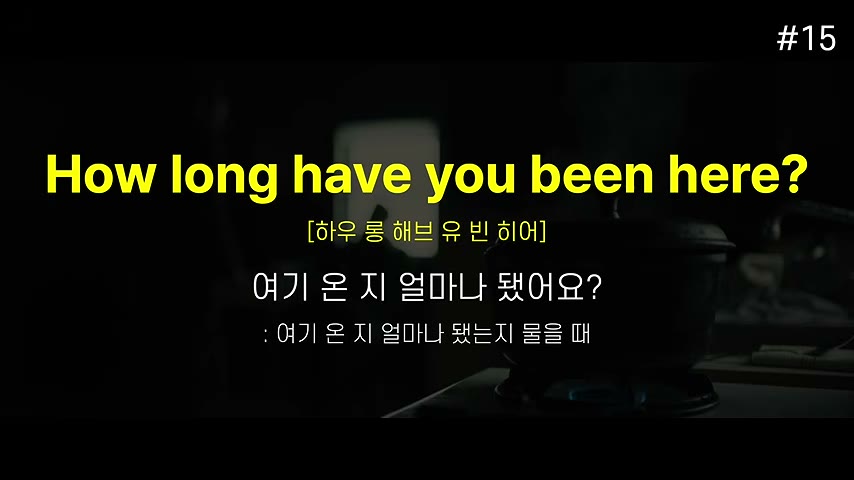 #15
How long have you been here?
[하우 롱 해브 유 빈 히어]
여기 온 지 얼마나 됐어요?
: 여기 온 지 얼마나 됐는지 물을 때